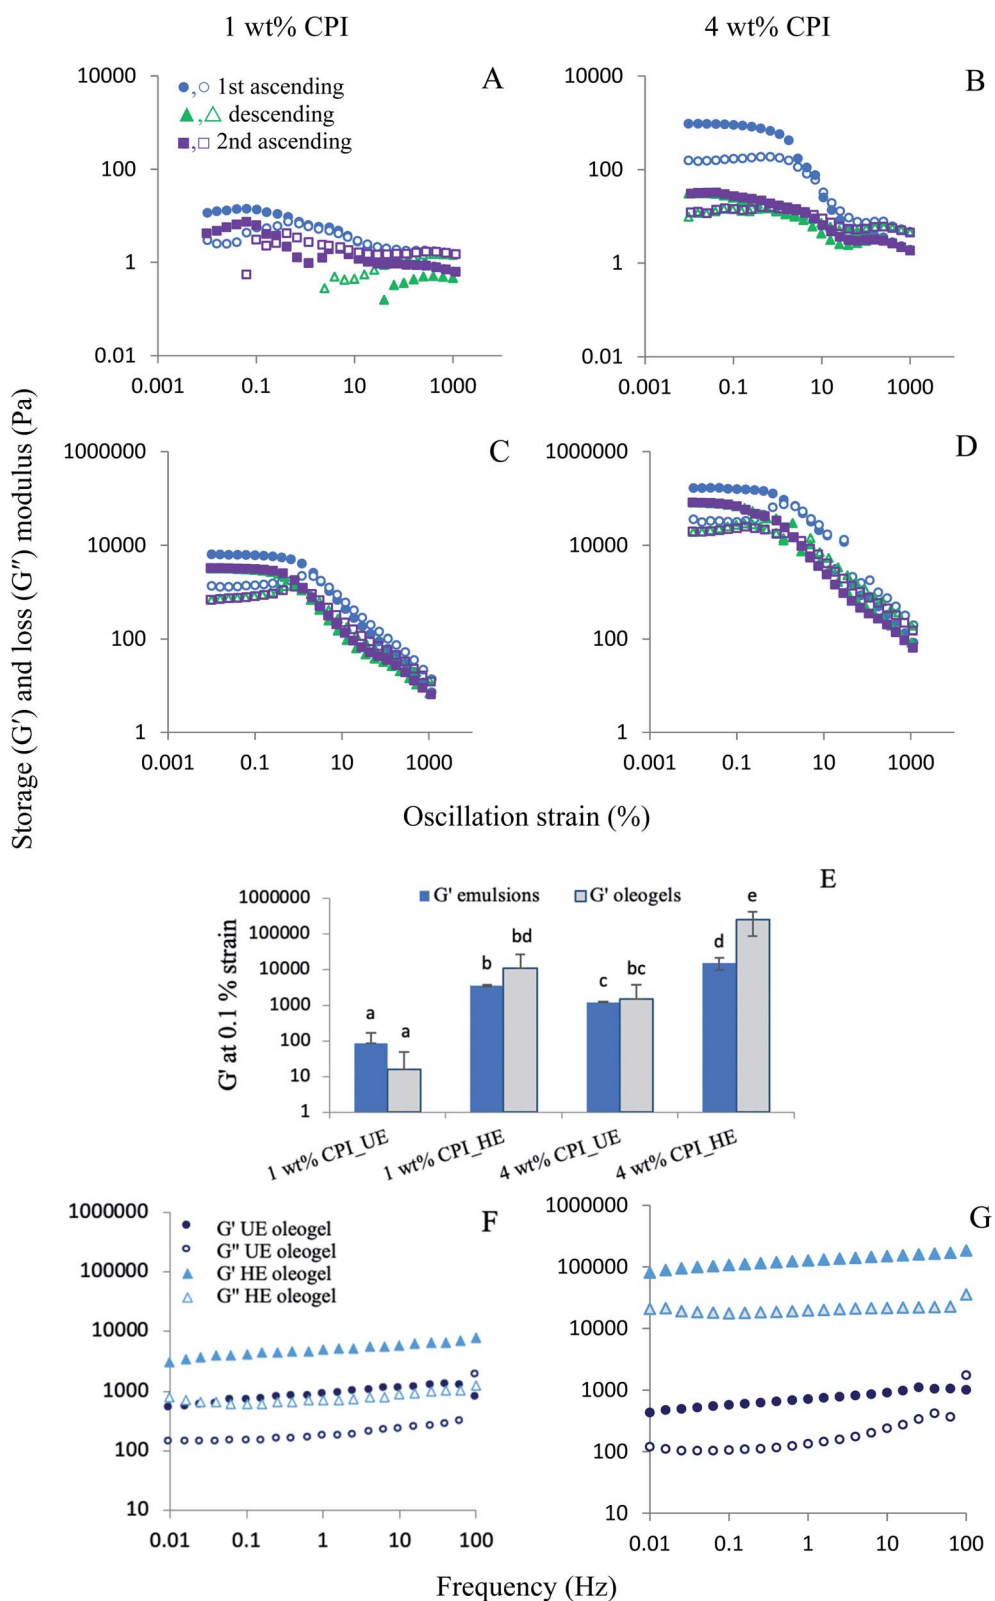 1 wt% CPI
4 wt% CPI
A
10000
100
1
0.01
0.001
0.1
10
1000
1st ascending
descending
2nd ascending
B
10000
100
1
0.01
0.001
0.1
10
1000
Storage (G′) and loss (G″) modulus (Pa)
C
1000000
10000
100
1
0.001
0.1
10
1000
D
1000000
10000
100
1
0.001
0.1
10
1000
Oscillation strain (%)
E
G' emulsions
G' oleogels
G' at 0.1 % strain
1000000
100000
10000
1000
100
10
1
a
a
b
bd
c
bc
d
e
1 wt% CPI_UE
1 wt% CPI_HE
4 wt% CPI_UE
4 wt% CPI_HE
F
1000000
100000
10000
1000
100
10
0.01
0.1
1
10
100
G' UE oleogel
G'' UE oleogel
G' HE oleogel
G'' HE oleogel
G
1000000
100000
10000
1000
100
10
0.01
0.1
1
10
100
Frequency (Hz)